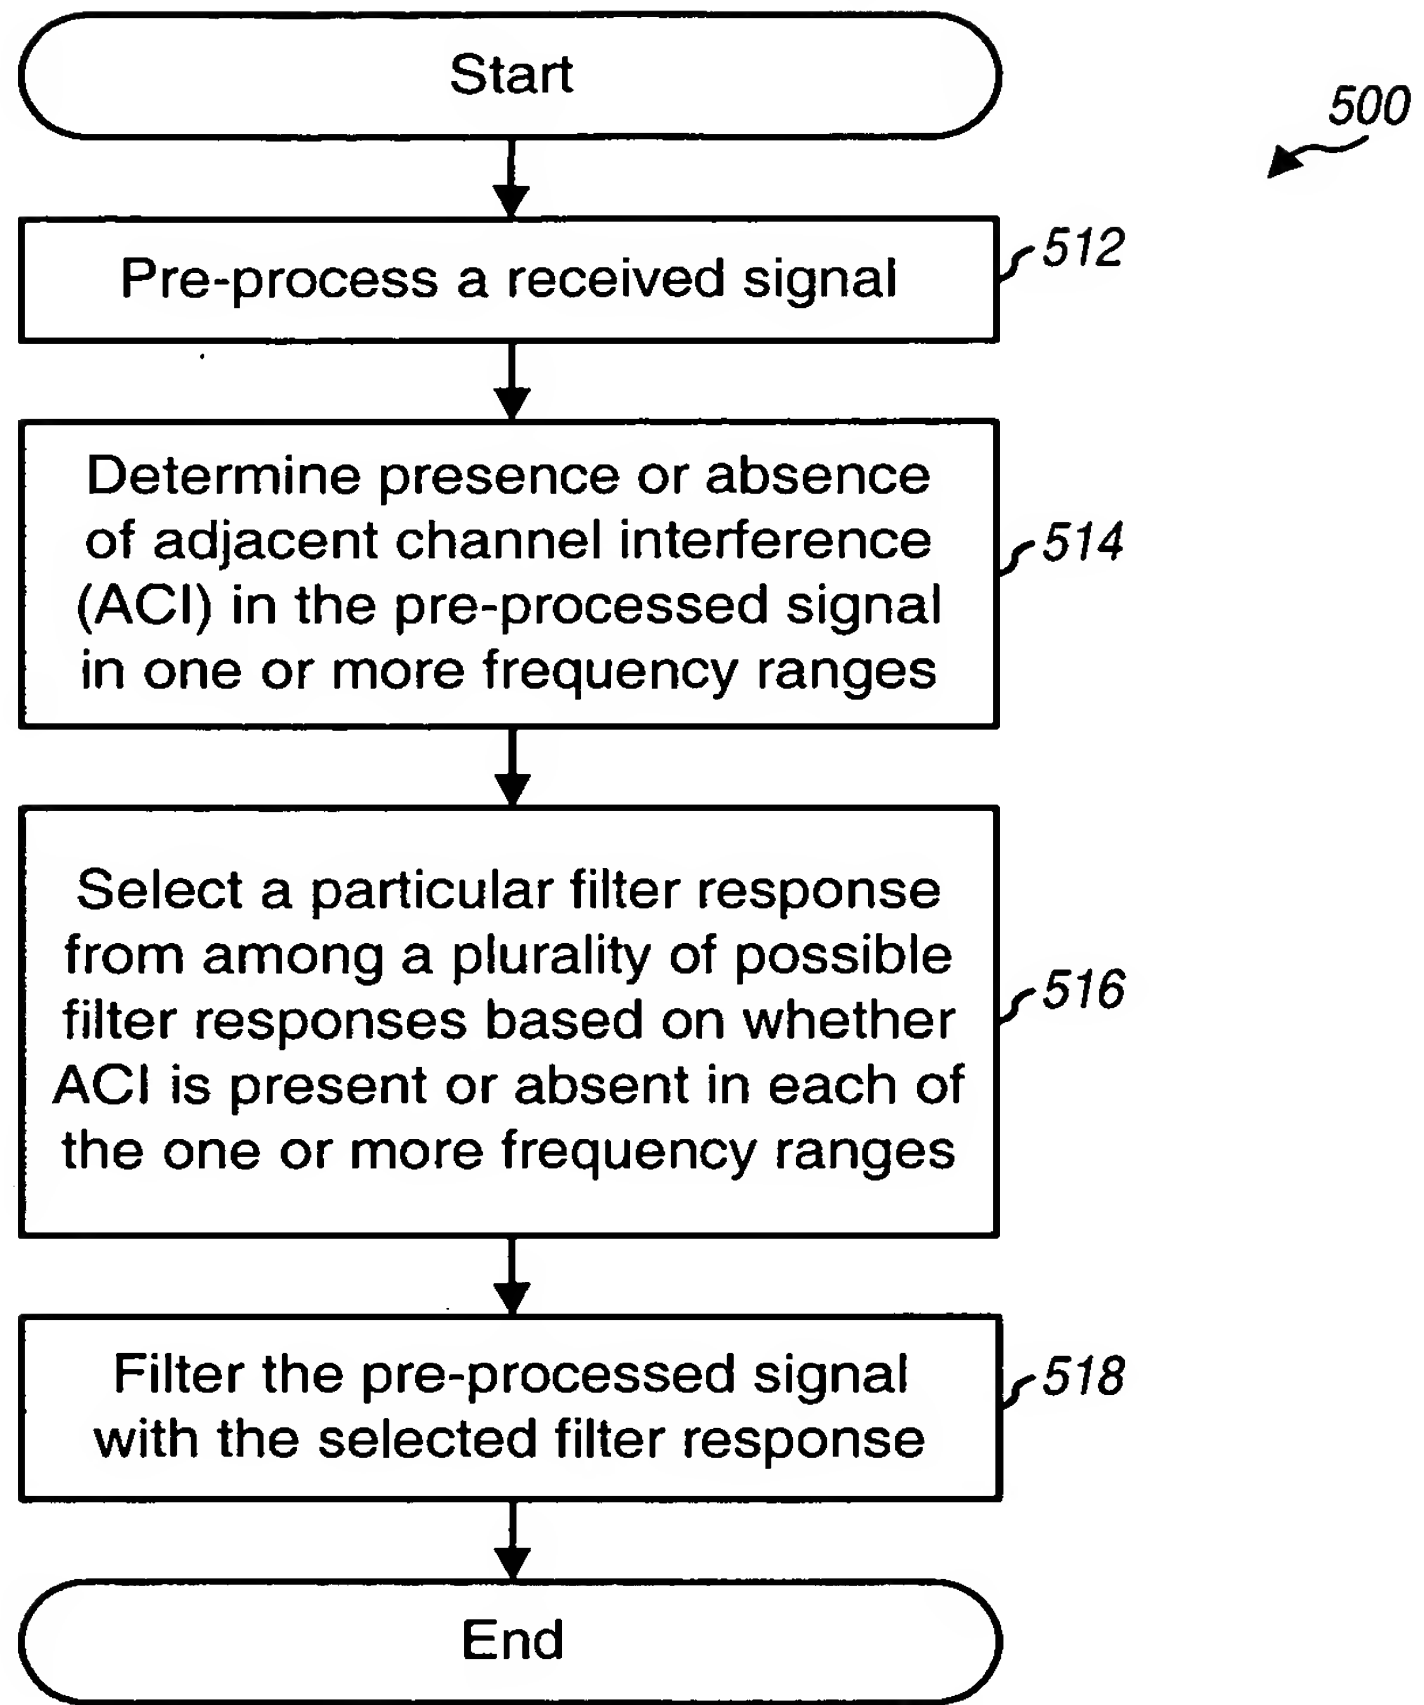 Start
500
Pre-process a received signal
512
Determine presence or absence
of adjacent channel interference
(ACI) in the pre-processed signal
in one or more frequency ranges
514
Select a particular filter response
from among a plurality of possible
filter responses based on whether
ACI is present or absent in each of
the one or more frequency ranges
516
Filter the pre-processed signal
with the selected filter response
518
End